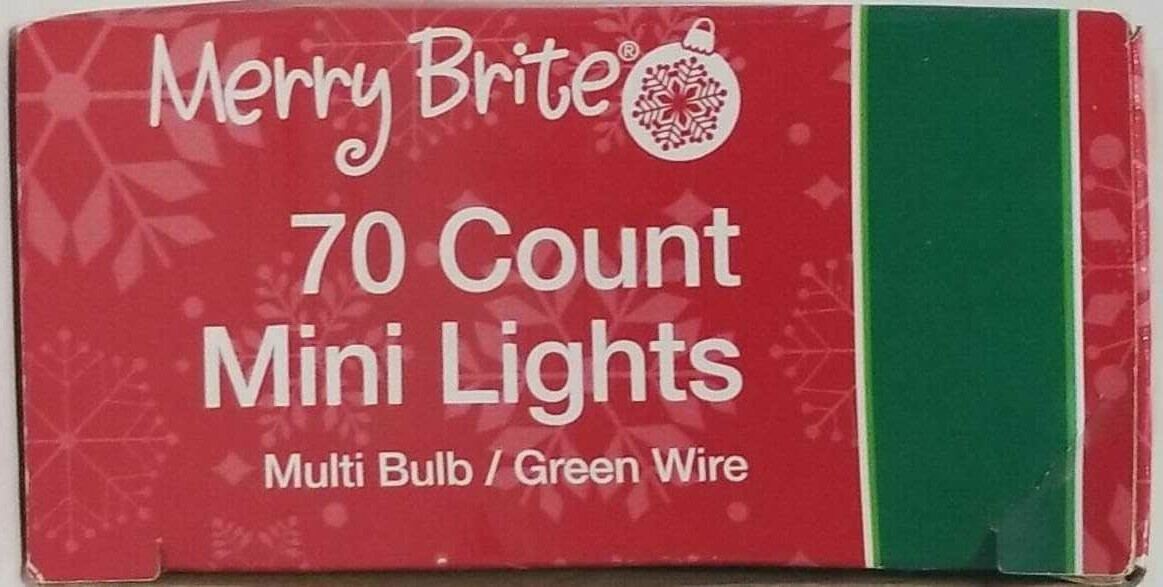 Merry Brite®
70 Count
Mini Lights
Multi Bulb / Green Wire